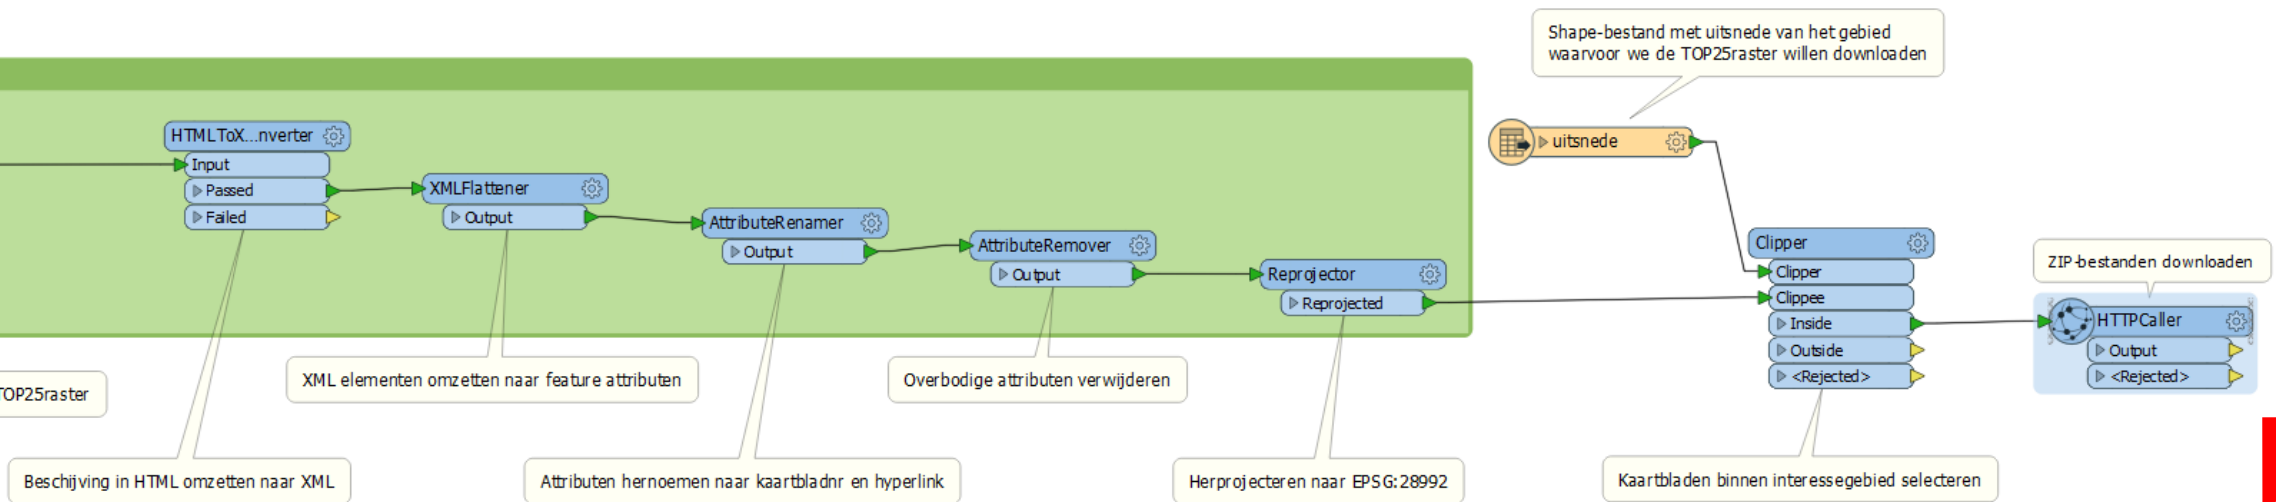 Shape-bestand met uitsnede van het gebied
waarvoor we de TOP25raster willen downloaden
HTMLToX...nverter
Input
Passed
Failed
XMLFlattener
Output
AttributeRenamer
Output
AttributeRemover
Output
Reprojector
Reprojected
uitsnede
Clipper
Clipper
Clippee
Inside
Outside
<Rejected>
ZIP-bestanden downloaden
HTTPCaller
Output
<Rejected>
TOP25raster
XML elementen omzetten naar feature attributen
Overbodige attributen verwijderen
Beschijving in HTML omzetten naar XML
Attributen hernoemen naar kaartbladnr en hyperlink
Herprojecteren naar EPSG:28992
Kaartbladen binnen interessegebied selecteren